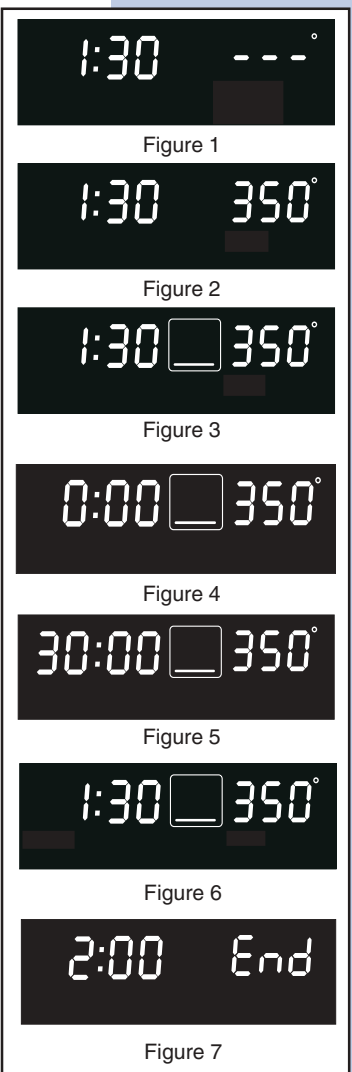 1:30 - - -°
Figure 1
1:30 350°
Figure 2
1:30 350°
Figure 3
0:00 350°
Figure 4
30:00 350°
Figure 5
1:30 350°
Figure 6
2:00 End
Figure 7